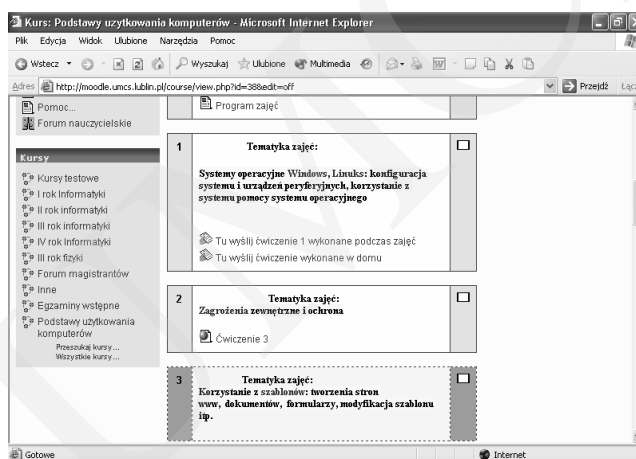 Kurs: Podstawy uzytkowania komputerów - Microsoft Internet Explorer
Plik Edycja Widok Ulubione Narzędzia Pomoc
Wstecz Wyszukaj Ulubione Multimedia
Adres http://moodle.umcs.lublin.pl/course/view.php?id=38&edit=off Przejdź Łącz
Pomoc...
Forum nauczycielskie
Kursy
Kursy testowe
I rok Informatyki
II rok informatyki
III rok informatyki
IV rok Informatyki
III rok fizyki
Forum magistrantów
Inne
Egzaminy wstępne
Podstawy użytkowania
komputerów
Przeszukaj kursy...
Wszystkie kursy...
Program zajęć
1 Tematyka zajęć:
Systemy operacyjne Windows, Linuks: konfiguracja
systemu i urządzeń peryferyjnych, korzystanie z
systemu pomocy systemu operacyjnego
Tu wyślij ćwiczenie 1 wykonane podczas zajęć
Tu wyślij ćwiczenie wykonane w domu
2 Tematyka zajęć:
Zagrożenia zewnętrzne i ochrona
Ćwiczenie 3
3 Tematyka zajęć:
Korzystanie z szablonów: tworzenia stron
www, dokumentów, formularzy, modyfikacja szablonu
itp.
Gotowe Internet